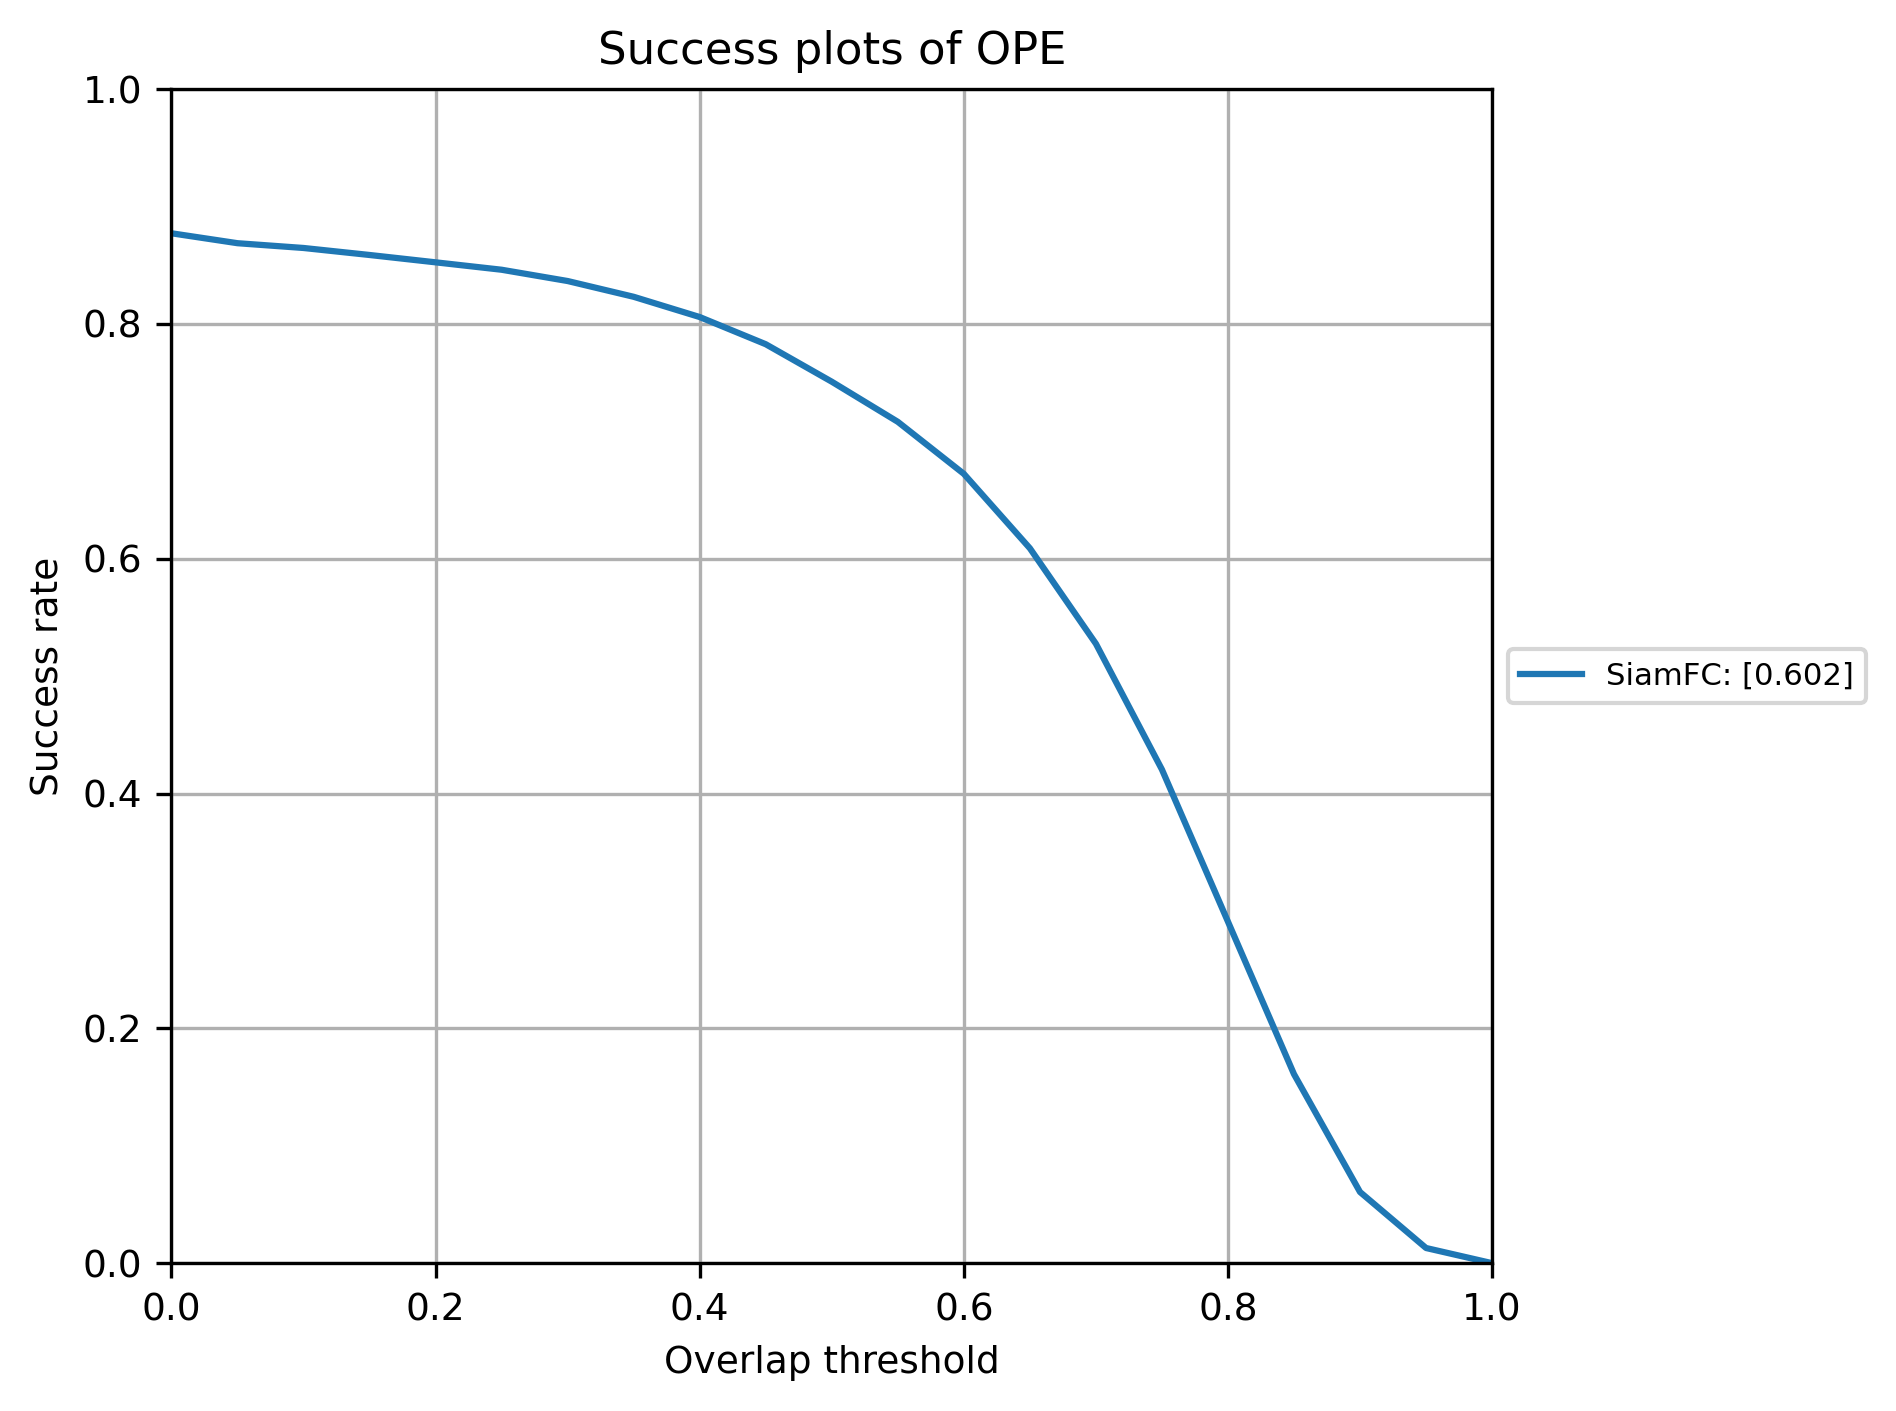 Success plots of OPE
1.0
0.8
0.6
0.4
0.2
0.0
Success rate
SiamFC: [0.602]
0.0 0.2 0.4 0.6 0.8 1.0
Overlap threshold